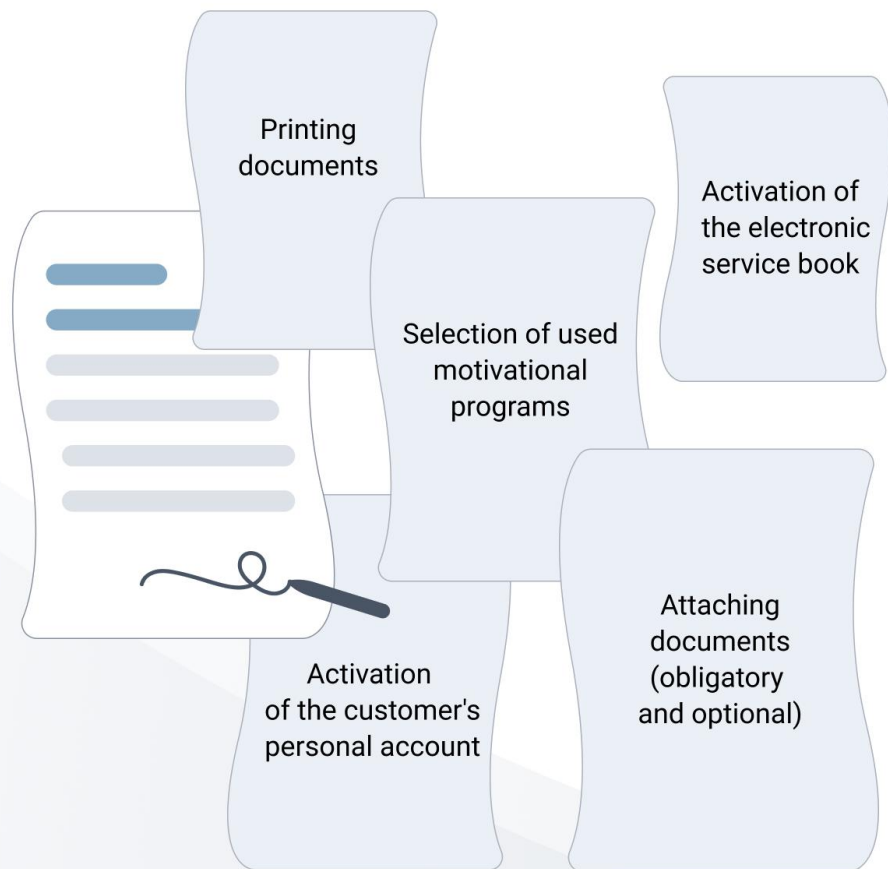 Printing
documents
Activation of
the electronic
service book
Selection of used
motivational
programs
Activation
of the customer's
personal account
Attaching
documents
(obligatory
and optional)